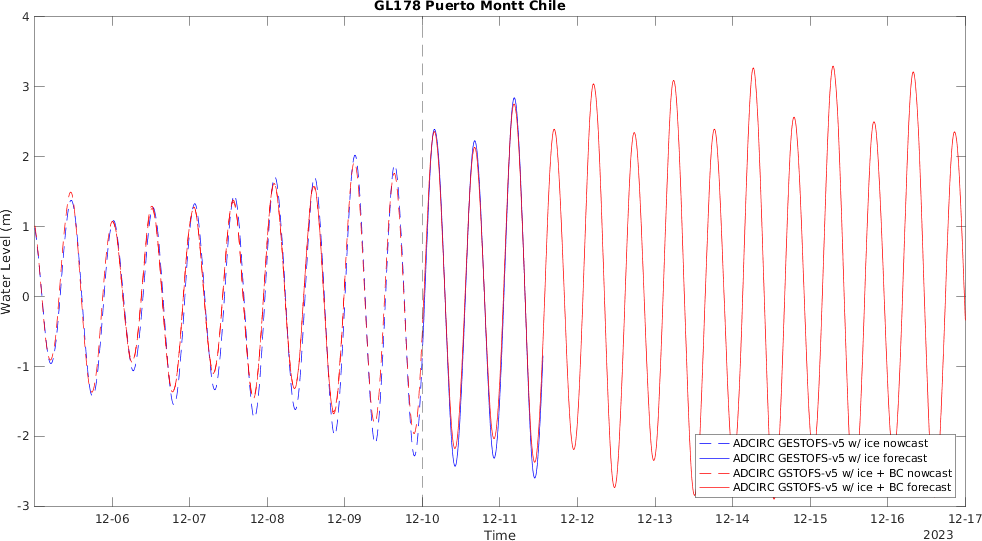 GL178 Puerto Montt Chile
4
3
2
1
0
-1
-2
-3
Water Level (m)
ADCIRC GESTOFS-v5 w/ ice nowcast
ADCIRC GESTOFS-v5 w/ ice forecast
ADCIRC GSTOFS-v5 w/ ice + BC nowcast
ADCIRC GSTOFS-v5 w/ ice + BC forecast
12-06 12-07 12-08 12-09 12-10 12-11 12-12 12-13 12-14 12-15 12-16 12-17
Time
2023